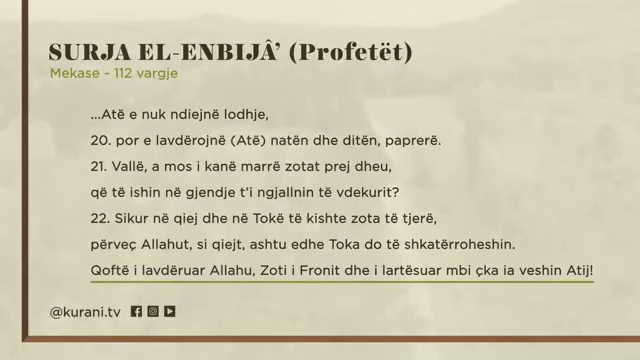 SURJA EL-ENBIJÂ’ (Profetët)
Mekase - 112 vargje
...Atë e nuk ndiejnë lodhje,
20. por e lavdërojnë (Atë) natën dhe ditën, paprerë.
21. Vallë, a mos i kanë marrë zotat prej dheu,
që të ishin në gjendje t’i ngjallnin të vdekurit?
22. Sikur në qiej dhe në Tokë të kishte zota të tjerë,
përveç Allahut, si qiejt, ashtu edhe Toka do të shkatërroheshin.
Qoftë i lavdëruar Allahu, Zoti i Fronit dhe i lartësuar mbi çka ia veshin Atij!
@kurani.tv